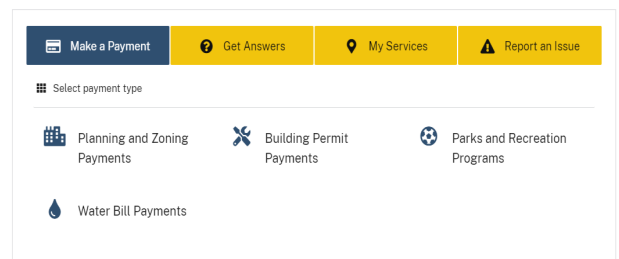 Make a Payment
Get Answers
My Services
Report an Issue
Select payment type
Planning and Zoning
Payments
Building Permit
Payments
Parks and Recreation
Programs
Water Bill Payments